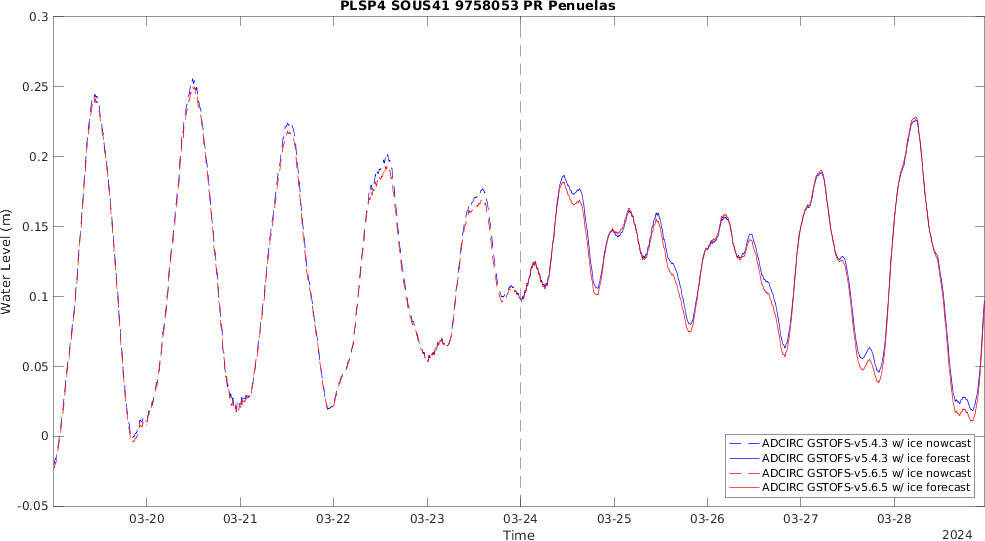 PLSP4 SOUS41 9758053 PR Penuelas
Water Level (m)
0.3
0.25
0.2
0.15
0.1
0.05
0
-0.05
03-20 03-21 03-22 03-23 03-24 03-25 03-26 03-27 03-28
Time
2024
ADCIRC GSTOFS-v5.4.3 w/ ice nowcast
ADCIRC GSTOFS-v5.4.3 w/ ice forecast
ADCIRC GSTOFS-v5.6.5 w/ ice nowcast
ADCIRC GSTOFS-v5.6.5 w/ ice forecast